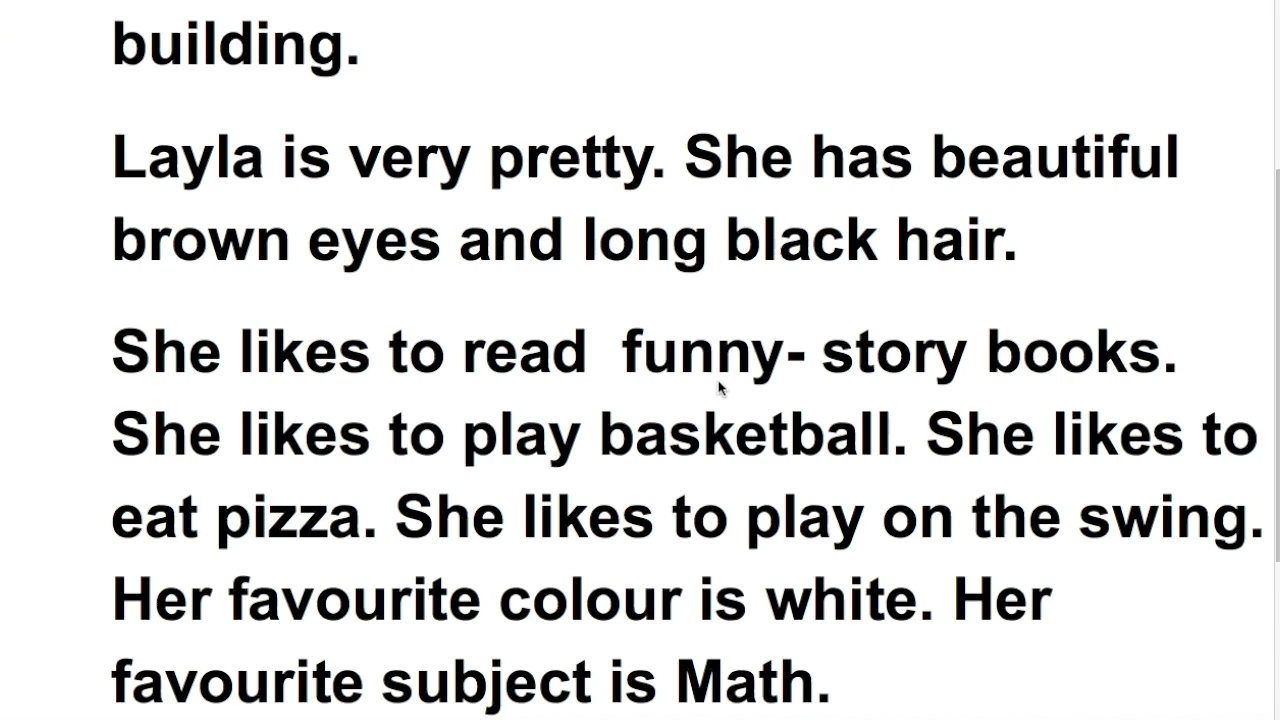 building.
Layla is very pretty. She has beautiful
brown eyes and long black hair.
She likes to read  funny- story books.
She likes to play basketball. She likes to
eat pizza. She likes to play on the swing.
Her favourite colour is white. Her
favourite subject is Math.